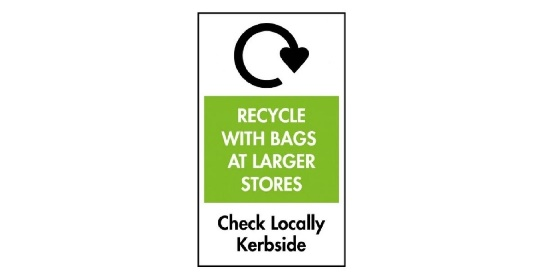 RECYCLE
WITH BAGS
AT LARGER
STORES
Check Locally
Kerbside